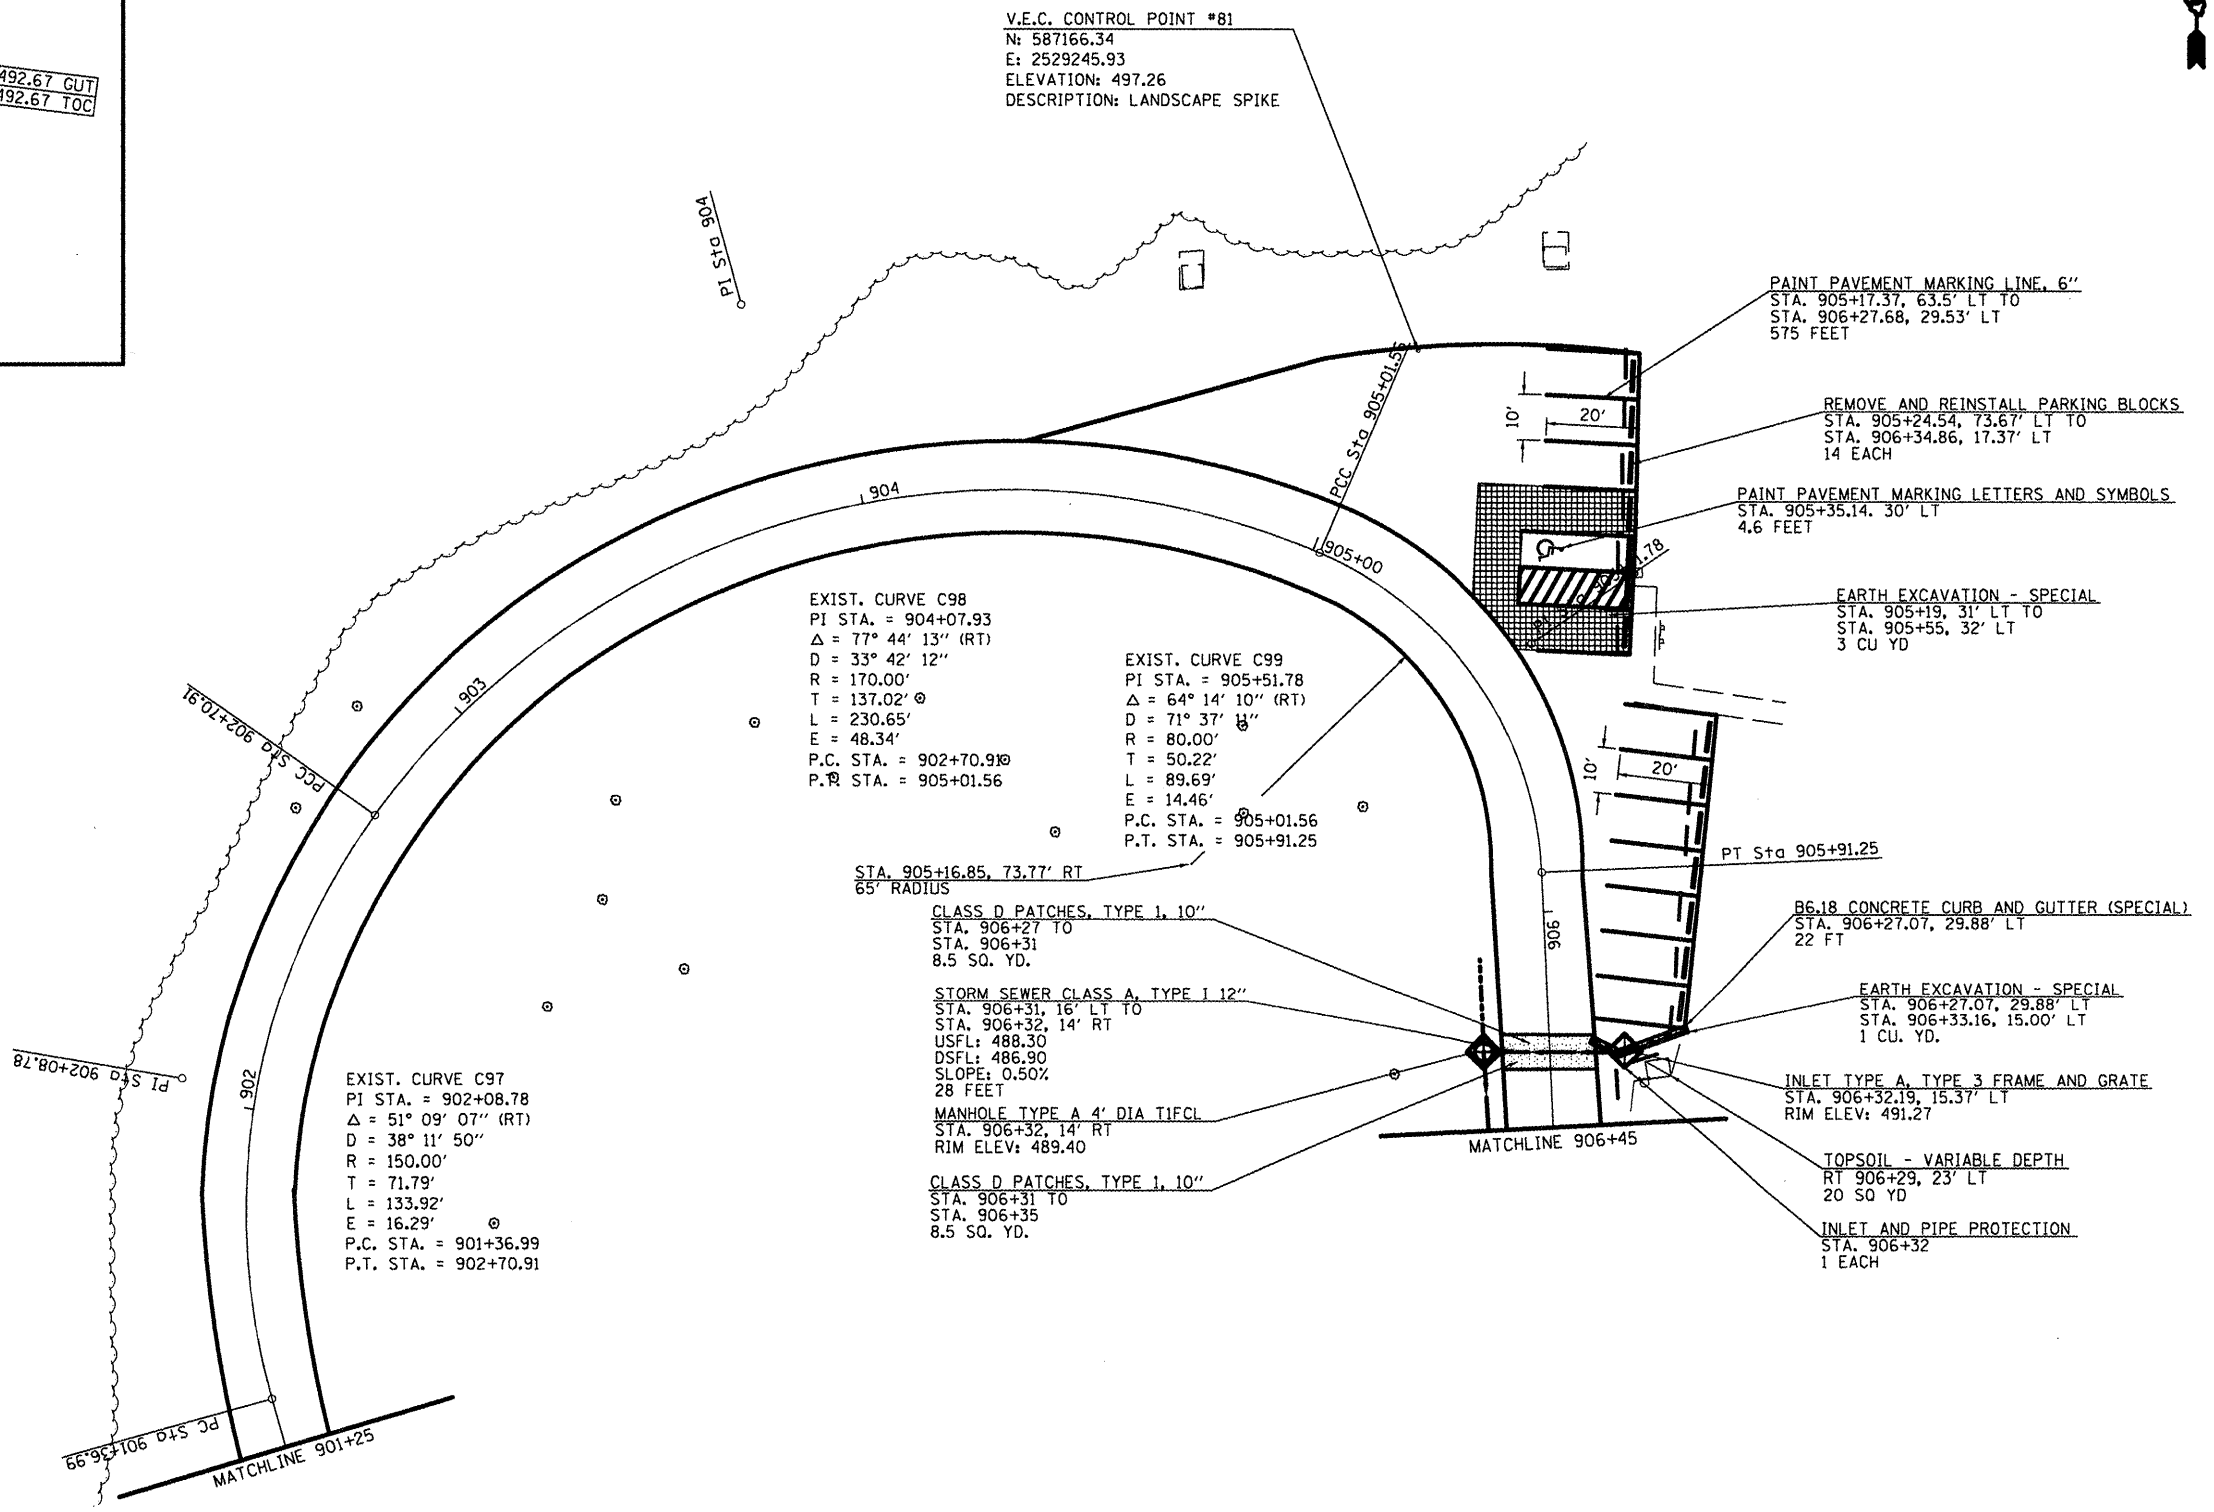 492.67 GUT
492.67 TOC
V.E.C. CONTROL POINT #81
N: 587166.34
E: 2529245.93
ELEVATION: 497.26
DESCRIPTION: LANDSCAPE SPIKE
PI Sta 904
PAINT PAVEMENT MARKING LINE, 6''
STA. 905+17.37, 63.5' LT TO
STA. 906+27.68, 29.53' LT
575 FEET
REMOVE AND REINSTALL PARKING BLOCKS
STA. 905+24.54, 73.67' LT TO
STA. 906+34.86, 17.37' LT
14 EACH
10'
20'
PCC Sta 905+01.56
PAINT PAVEMENT MARKING LETTERS AND SYMBOLS
STA. 905+35.14. 30' LT
4.6 FEET
904
905+00
1.78
EARTH EXCAVATION - SPECIAL
STA. 905+19, 31' LT TO
STA. 905+55, 32' LT
3 CU YD
EXIST. CURVE C98
PI STA. = 904+07.93
Δ = 77° 44' 13'' (RT)
D = 33° 42' 12''
R = 170.00'
T = 137.02'
L = 230.65'
E = 48.34'
P.C. STA. = 902+70.91
P.T. STA. = 905+01.56
EXIST. CURVE C99
PI STA. = 905+51.78
Δ = 64° 14' 10'' (RT)
D = 71° 37' 11''
R = 80.00'
T = 50.22'
L = 89.69'
E = 14.46'
P.C. STA. = 905+01.56
P.T. STA. = 905+91.25
903
PCC Sta 902+70.91
10'
20'
STA. 905+16.85, 73.77' RT
65' RADIUS
PT Sta 905+91.25
CLASS D PATCHES, TYPE 1, 10''
STA. 906+27 TO
STA. 906+31
8.5 SQ. YD.
906
B6.18 CONCRETE CURB AND GUTTER (SPECIAL)
STA. 906+27.07, 29.88' LT
22 FT
STORM SEWER CLASS A, TYPE I 12''
STA. 906+31, 16' LT TO
STA. 906+32, 14' RT
USFL: 488.30
DSFL: 486.90
SLOPE: 0.50%
28 FEET
EARTH EXCAVATION - SPECIAL
STA. 906+27.07, 29.88' LT
STA. 906+33.16, 15.00' LT
1 CU. YD.
PI Sta 902+08.78
902
EXIST. CURVE C97
PI STA. = 902+08.78
Δ = 51° 09' 07'' (RT)
D = 38° 11' 50''
R = 150.00'
T = 71.79'
L = 133.92'
E = 16.29'
P.C. STA. = 901+36.99
P.T. STA. = 902+70.91
INLET TYPE A, TYPE 3 FRAME AND GRATE
STA. 906+32.19, 15.37' LT
RIM ELEV: 491.27
MANHOLE TYPE A 4' DIA T1FCL
STA. 906+32, 14' RT
RIM ELEV: 489.40
MATCHLINE 906+45
TOPSOIL - VARIABLE DEPTH
RT 906+29, 23' LT
20 SQ YD
CLASS D PATCHES, TYPE 1, 10''
STA. 906+31 TO
STA. 906+35
8.5 SQ. YD.
INLET AND PIPE PROTECTION
STA. 906+32
1 EACH
PC Sta 901+36.99
MATCHLINE 901+25